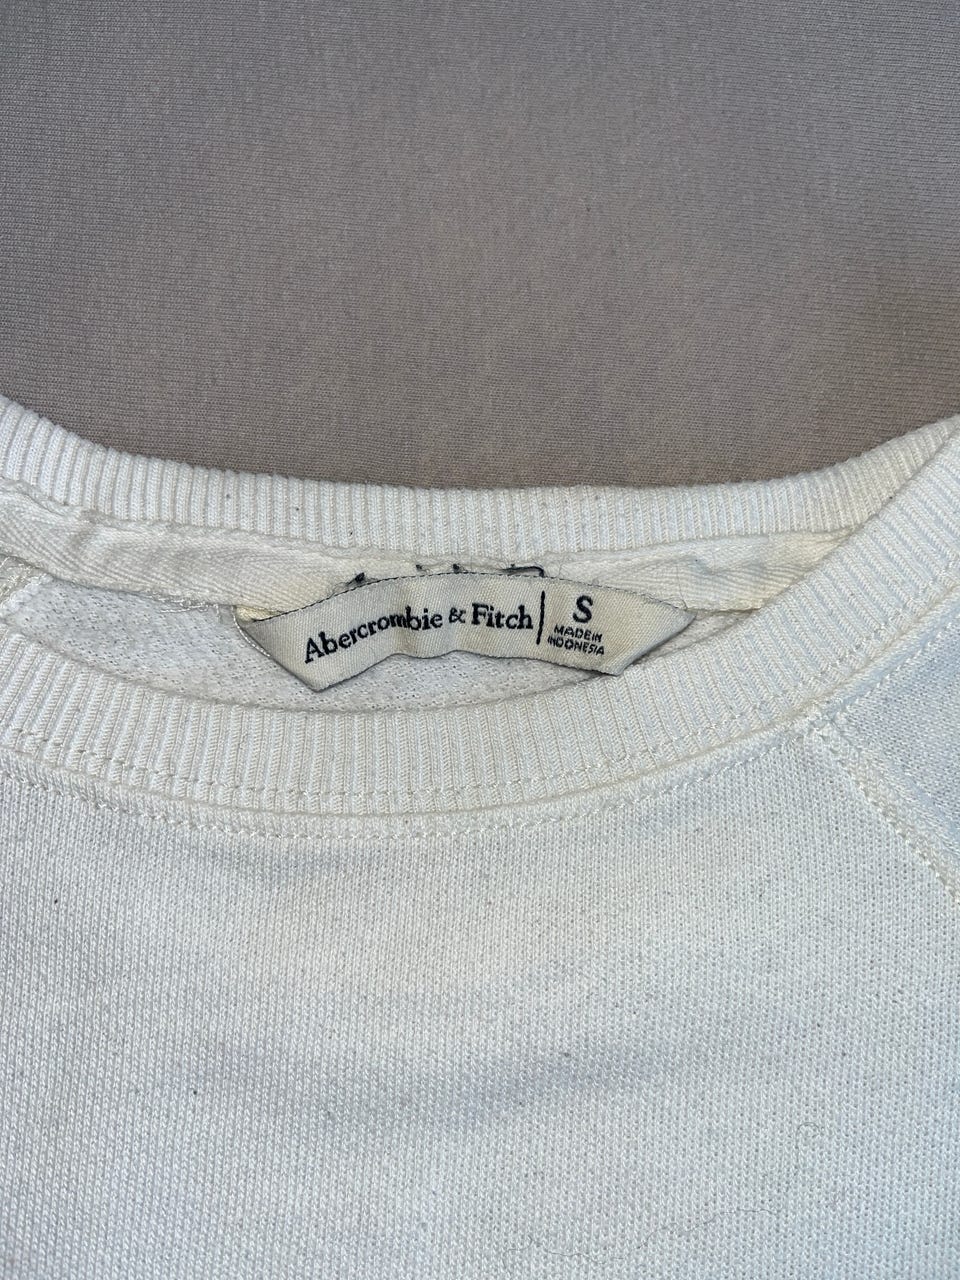 Abercrombie & Fitch
S
MADE IN
INDONESIA